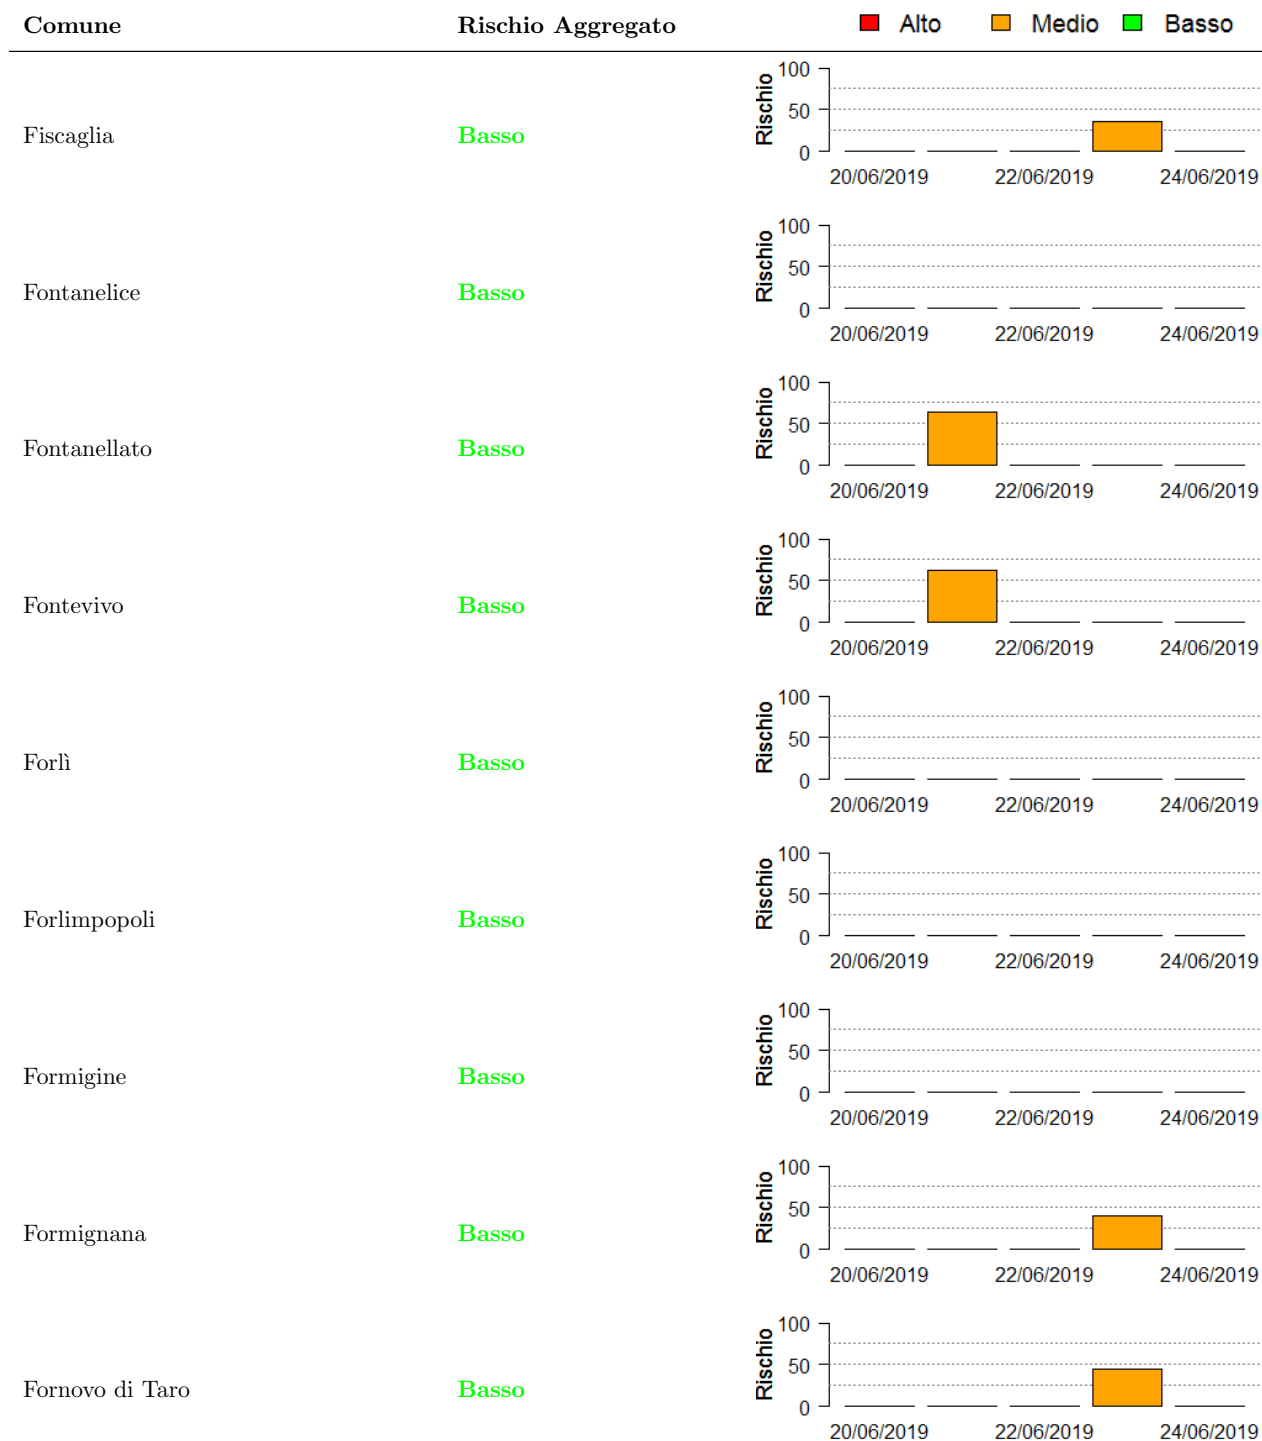 Comune Rischio Aggregato Alto Medio Basso
Fiscaglia Basso
Rischio
100
50
0
20/06/2019 22/06/2019 24/06/2019
Fontanelice Basso
Rischio
100
50
0
20/06/2019 22/06/2019 24/06/2019
Fontanellato Basso
Rischio
100
50
0
20/06/2019 22/06/2019 24/06/2019
Fontevivo Basso
Rischio
100
50
0
20/06/2019 22/06/2019 24/06/2019
Forlì Basso
Rischio
100
50
0
20/06/2019 22/06/2019 24/06/2019
Forlimpopoli Basso
Rischio
100
50
0
20/06/2019 22/06/2019 24/06/2019
Formigine Basso
Rischio
100
50
0
20/06/2019 22/06/2019 24/06/2019
Formignana Basso
Rischio
100
50
0
20/06/2019 22/06/2019 24/06/2019
Fornovo di Taro Basso
Rischio
100
50
0
20/06/2019 22/06/2019 24/06/2019